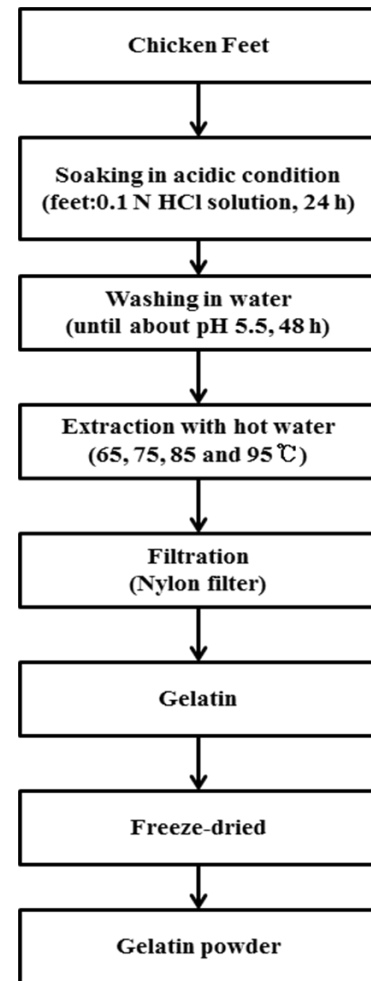 Chicken Feet
Soaking in acidic condition
(feet:0.1 N HCl solution, 24 h)
Washing in water
(until about pH 5.5, 48 h)
Extraction with hot water
(65, 75, 85 and 95℃)
Filtration
(Nylon filter)
Gelatin
Freeze-dried
Gelatin powder